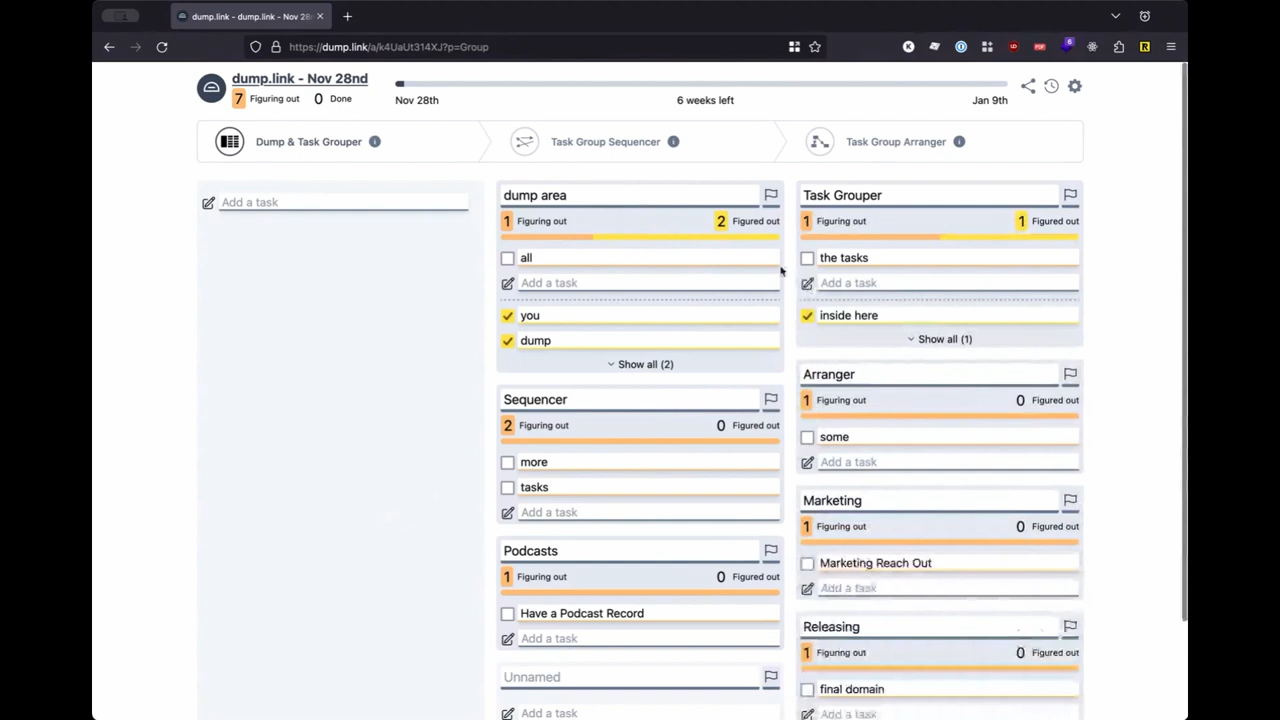 dump.link - dump.link - Nov 28
https://dump.link/a/k4UaUt314XJ?p=Group
6
dump.link - Nov 28nd
7 Figuring out 0 Done
Nov 28th 6 weeks left Jan 9th
Dump & Task Grouper
Task Group Sequencer
Task Group Arranger
Add a task
dump area
1 Figuring out 2 Figured out
all
Add a task
you
dump
Show all (2)
Sequencer
2 Figuring out 0 Figured out
more
tasks
Add a task
Podcasts
1 Figuring out 0 Figured out
Have a Podcast Record
Add a task
Unnamed
Add a task
Task Grouper
1 Figuring out 1 Figured out
the tasks
Add a task
inside here
Show all (1)
Arranger
1 Figuring out 0 Figured out
some
Add a task
Marketing
1 Figuring out 0 Figured out
Marketing Reach Out
Add a task
Releasing
1 Figuring out 0 Figured out
final domain
Add a task